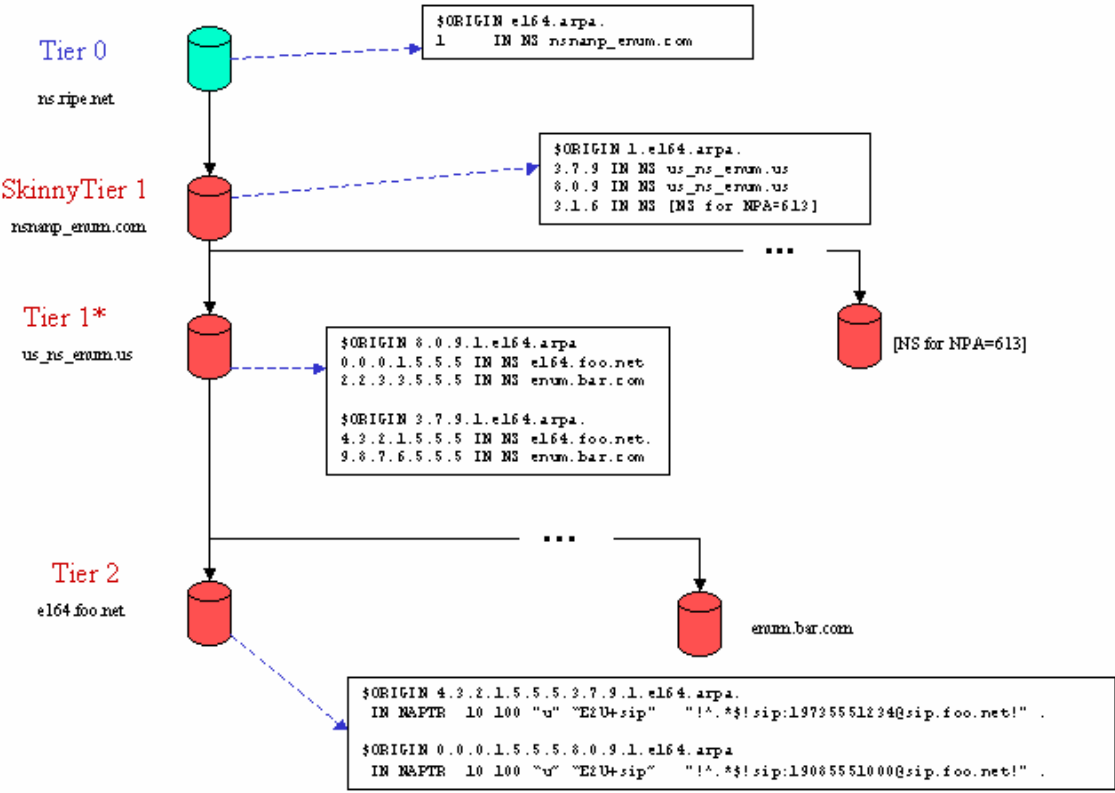 $ORIGIN e164.arpa.
1 IN NS nsnanp_enum.com
Tier 0
ns.ripe.net
$ORIGIN 1.e164.arpa.
3.7.9 IN NS us_ns_enum.us
8.0.9 IN NS us_ns_enum.us
3.1.6 IN NS [NS for NPA=613]
SkinnyTier 1
nsnanp_enum.com
...
Tier 1*
us_ns_enum.us
$ORIGIN 8.0.9.1.e164.arpa
0.0.0.1.5.5.5 IN NS e164.foo.net
2.2.3.3.5.5.5 IN NS enum.bar.com
$ORIGIN 3.7.9.1.e164.arpa.
4.3.2.1.5.5.5 IN NS e164.foo.net.
9.8.7.6.5.5.5 IN NS enum.bar.com
[NS for NPA=613]
...
Tier 2
e164.foo.net
enum.bar.com
$ORIGIN 4.3.2.1.5.5.5.3.7.9.1.e164.arpa.
IN NAPTR 10 100 "u" "E2U+sip" "!^.*$!sip:19735551234@sip.foo.net!" .
$ORIGIN 0.0.0.1.5.5.5.8.0.9.1.e164.arpa
IN NAPTR 10 100 "u" "E2U+sip" "!^.*$!sip:19085551000@sip.foo.net!" .